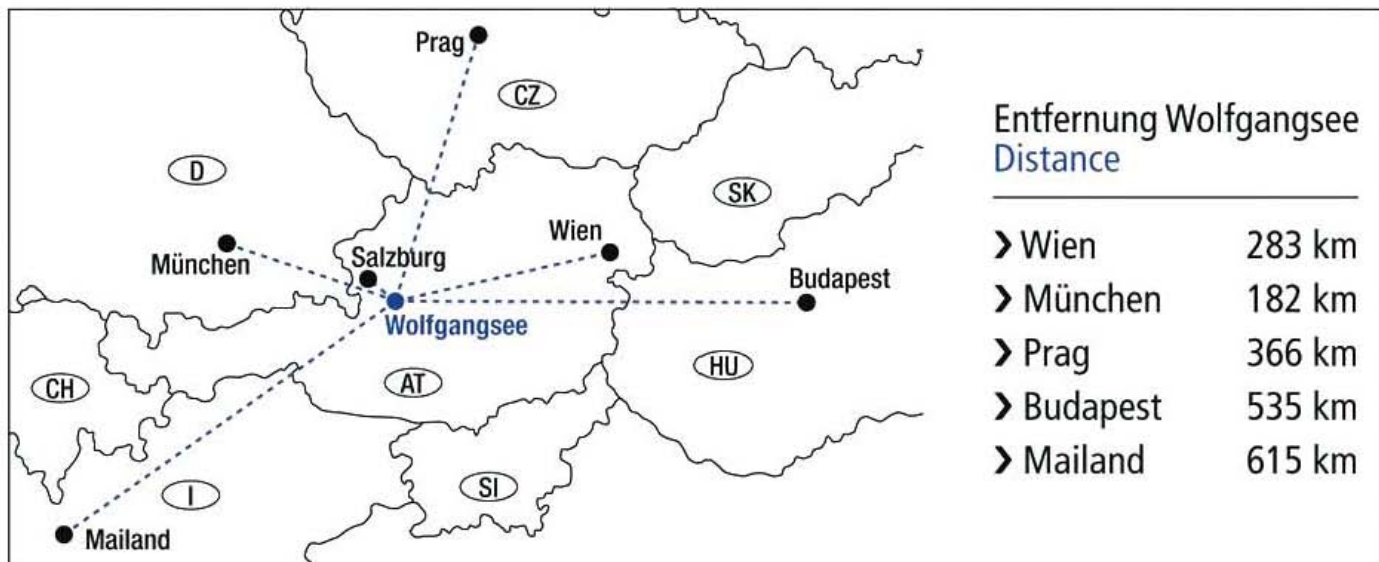 Prag
CZ
D
SK
Wien
München
Salzburg
Budapest
Wolfgangsee
HU
CH
AT
I
SI
Mailand
Entfernung Wolfgangsee
Distance
❯ Wien 283 km
❯ München 182 km
❯ Prag 366 km
❯ Budapest 535 km
❯ Mailand 615 km